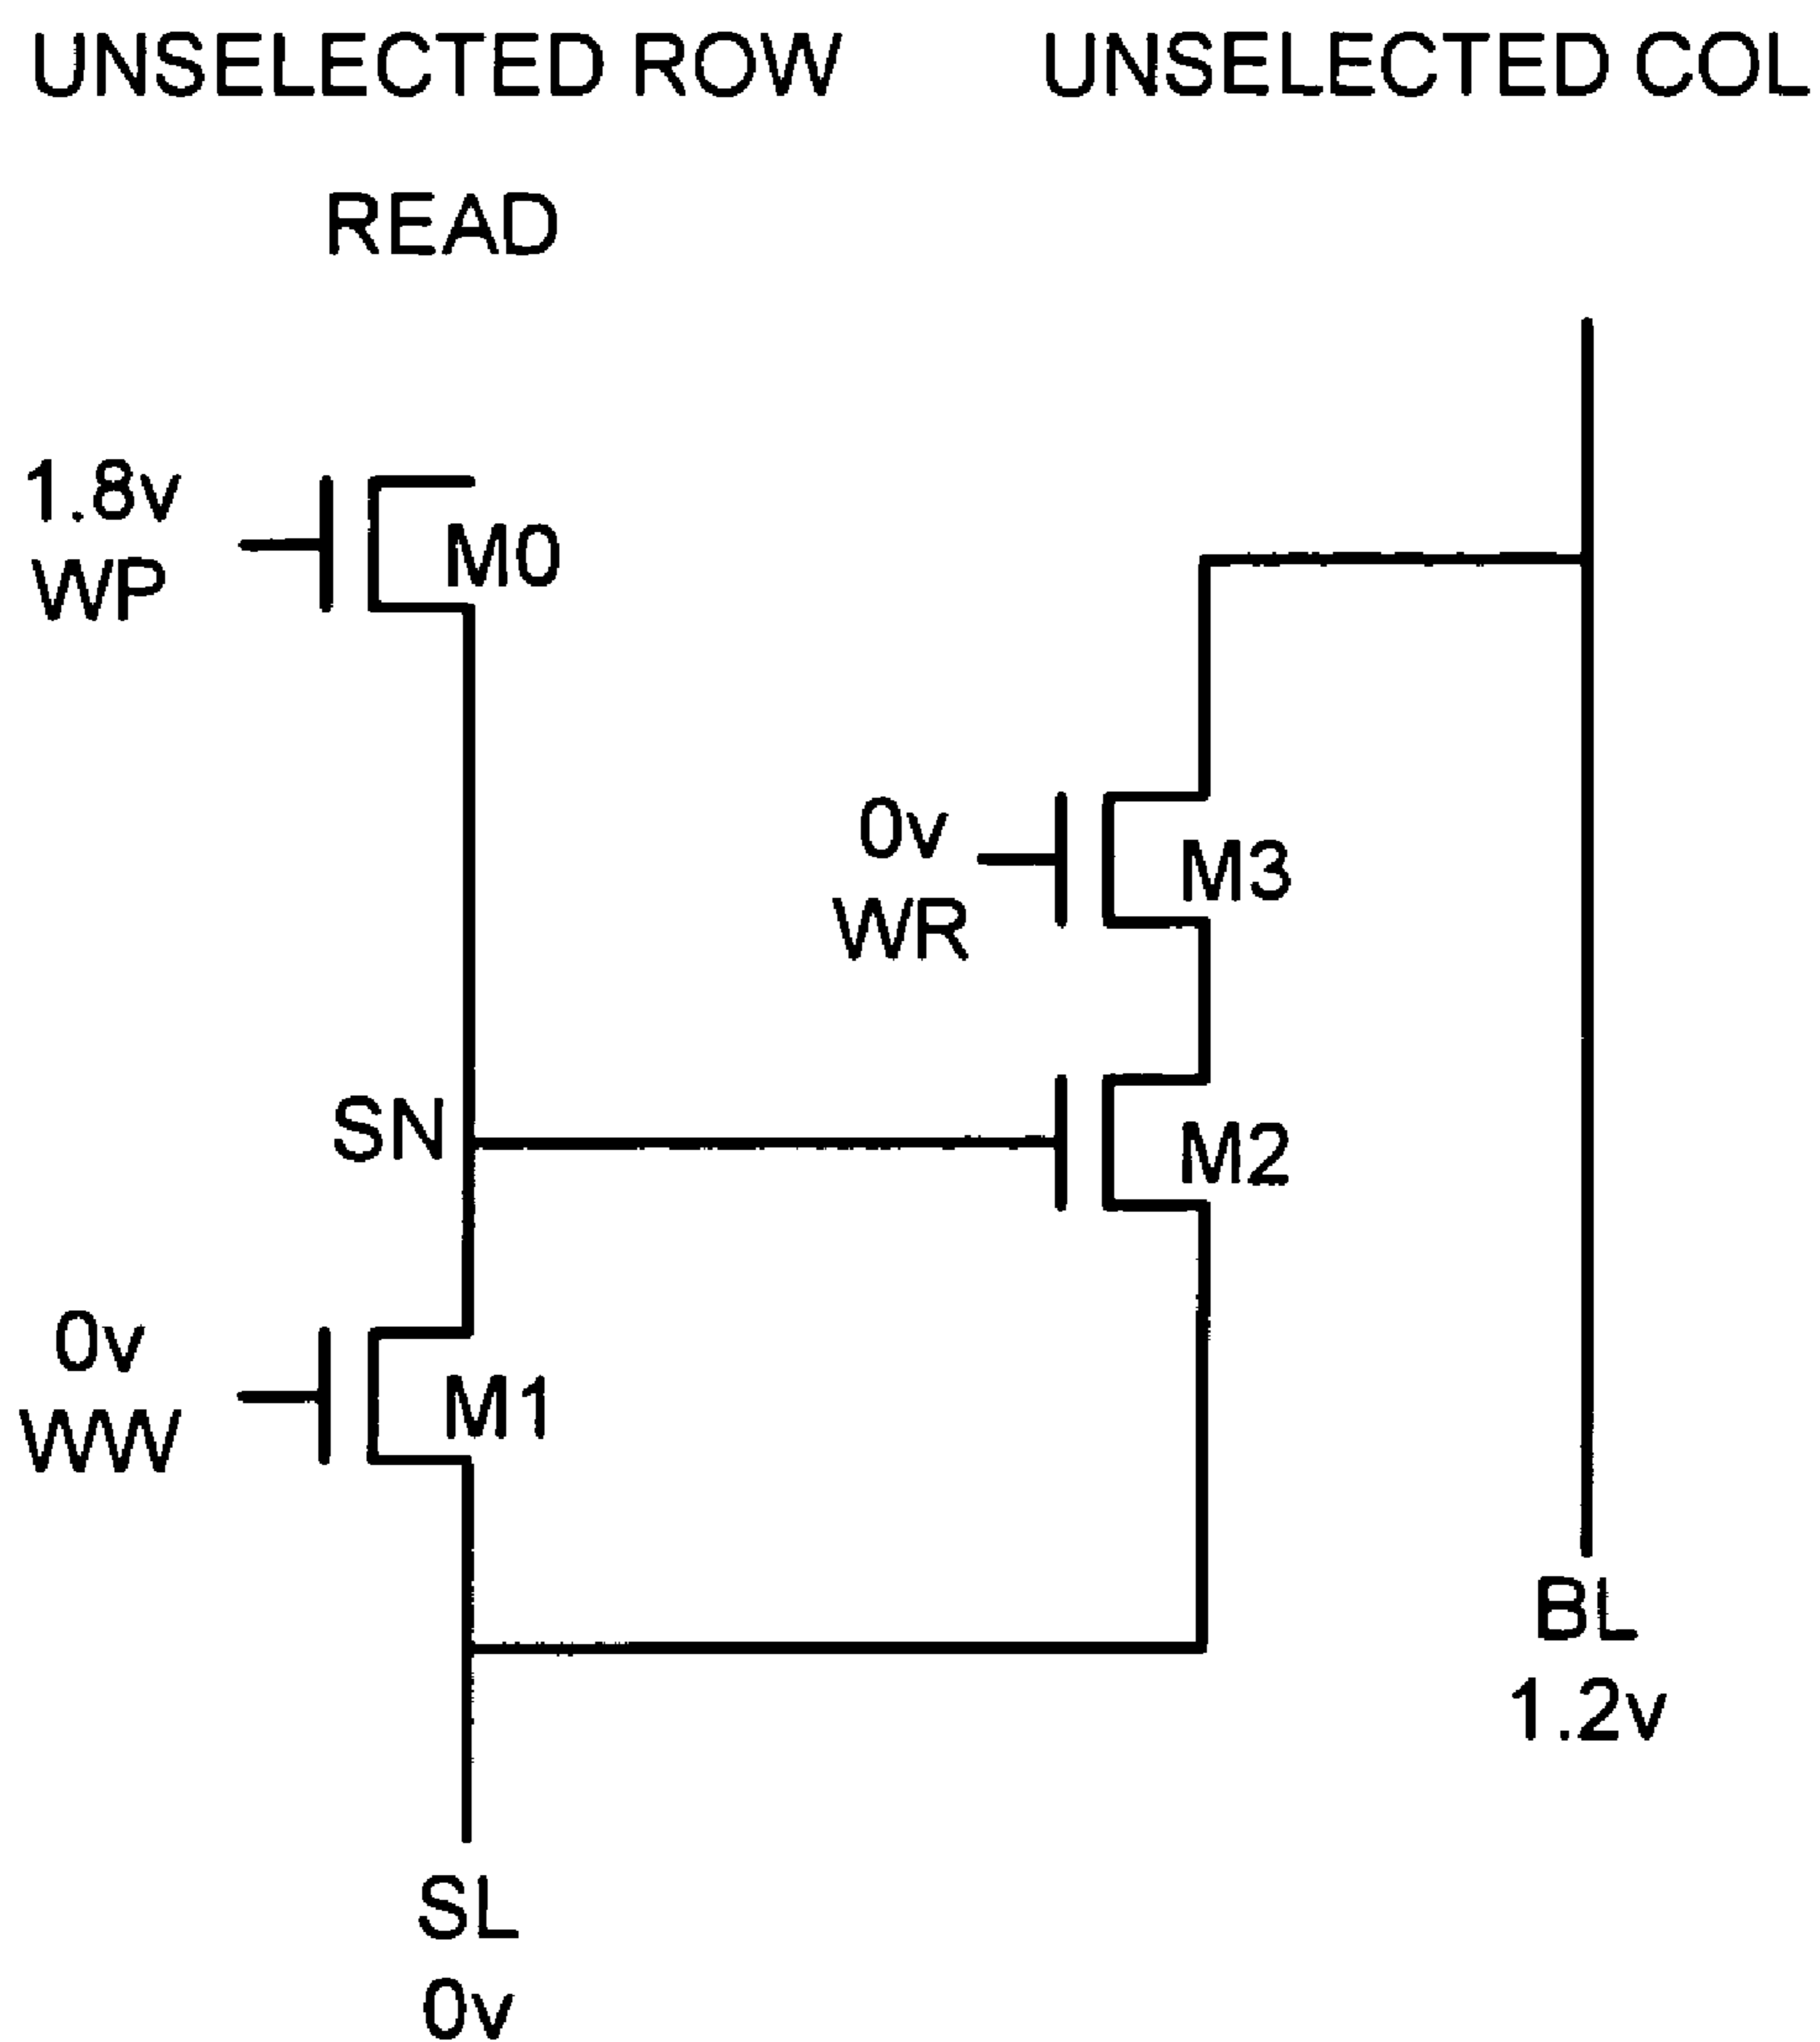 UNSELECTED ROW UNSELECTED COL
READ
1.8v
WP
M0
0v
WR
M3
SN
M2
0v
WW
M1
BL
1.2v
SL
0v